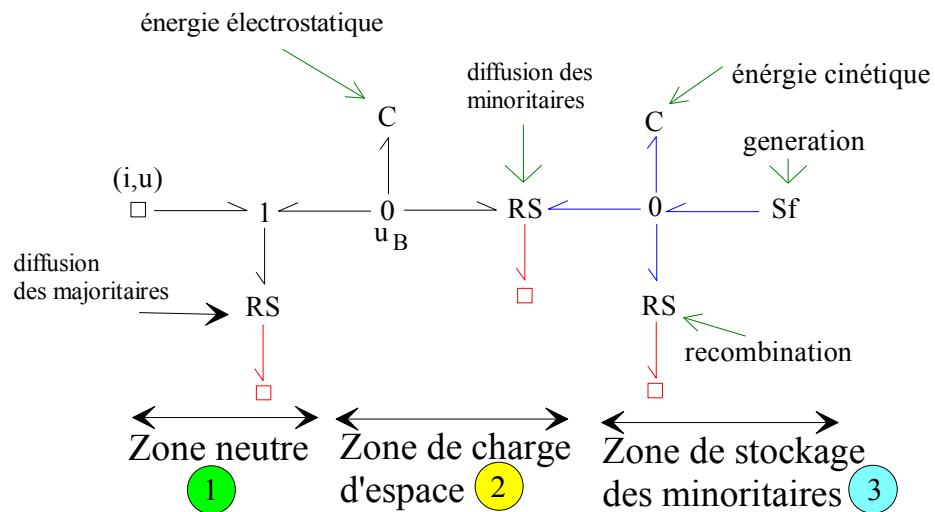 énergie électrostatique
diffusion des
minoritaires
énérgie cinétique
C
C
generation
(i,u)
1
0
RS
0
Sf
u B
diffusion
des majoritaires
RS
RS
recombination
Zone neutre
1
Zone de charge
d'espace 2
Zone de stockage
des minoritaires 3